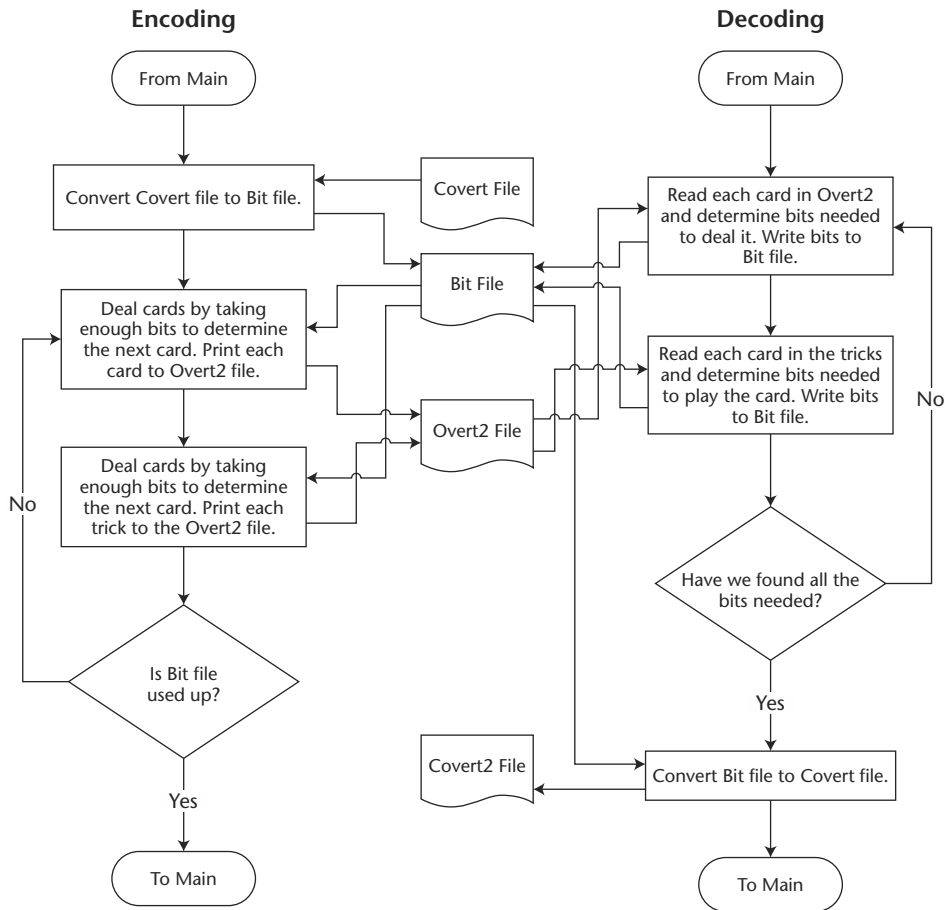 Encoding
From Main
Convert Covert file to Bit file.
Deal cards by taking
enough bits to determine
the next card. Print each
card to Overt2 file.
Deal cards by taking
enough bits to determine
the next card. Print each
trick to the Overt2 file.
No
Is Bit file
used up?
Yes
To Main
Covert File
Bit File
Overt2 File
Covert2 File
Decoding
From Main
Read each card in Overt2
and determine bits needed
to deal it. Write bits to
Bit file.
Read each card in the tricks
and determine bits needed
to play the card. Write bits
to Bit file.
No
Have we found all the
bits needed?
Yes
Convert Bit file to Covert file.
To Main